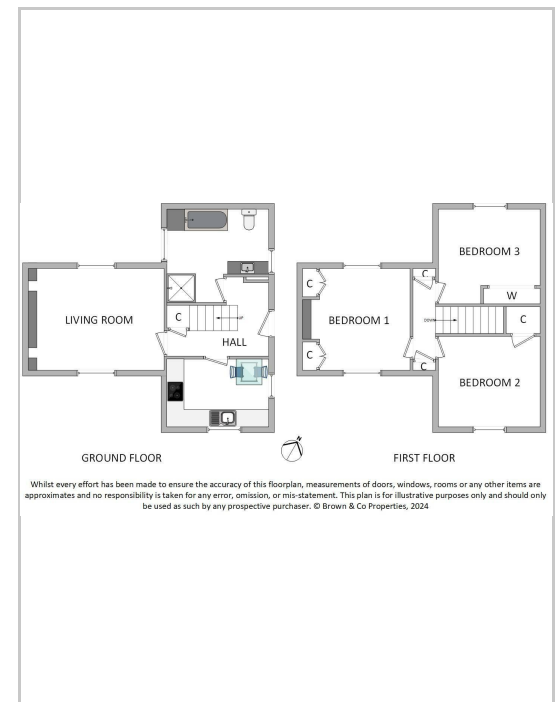 BEDROOM 3
C
C
W
LIVING ROOM
C
UP
BEDROOM 1
DOWN
C
HALL
C
C
BEDROOM 2
N
GROUND FLOOR
FIRST FLOOR
Whilst every effort has been made to ensure the accuracy of this floorplan, measurements of doors, windows, rooms or any other items are
approximates and no responsibility is taken for any error, omission, or mis-statement. This plan is for illustrative purposes only and should only
be used as such by any prospective purchaser. © Brown & Co Properties, 2024